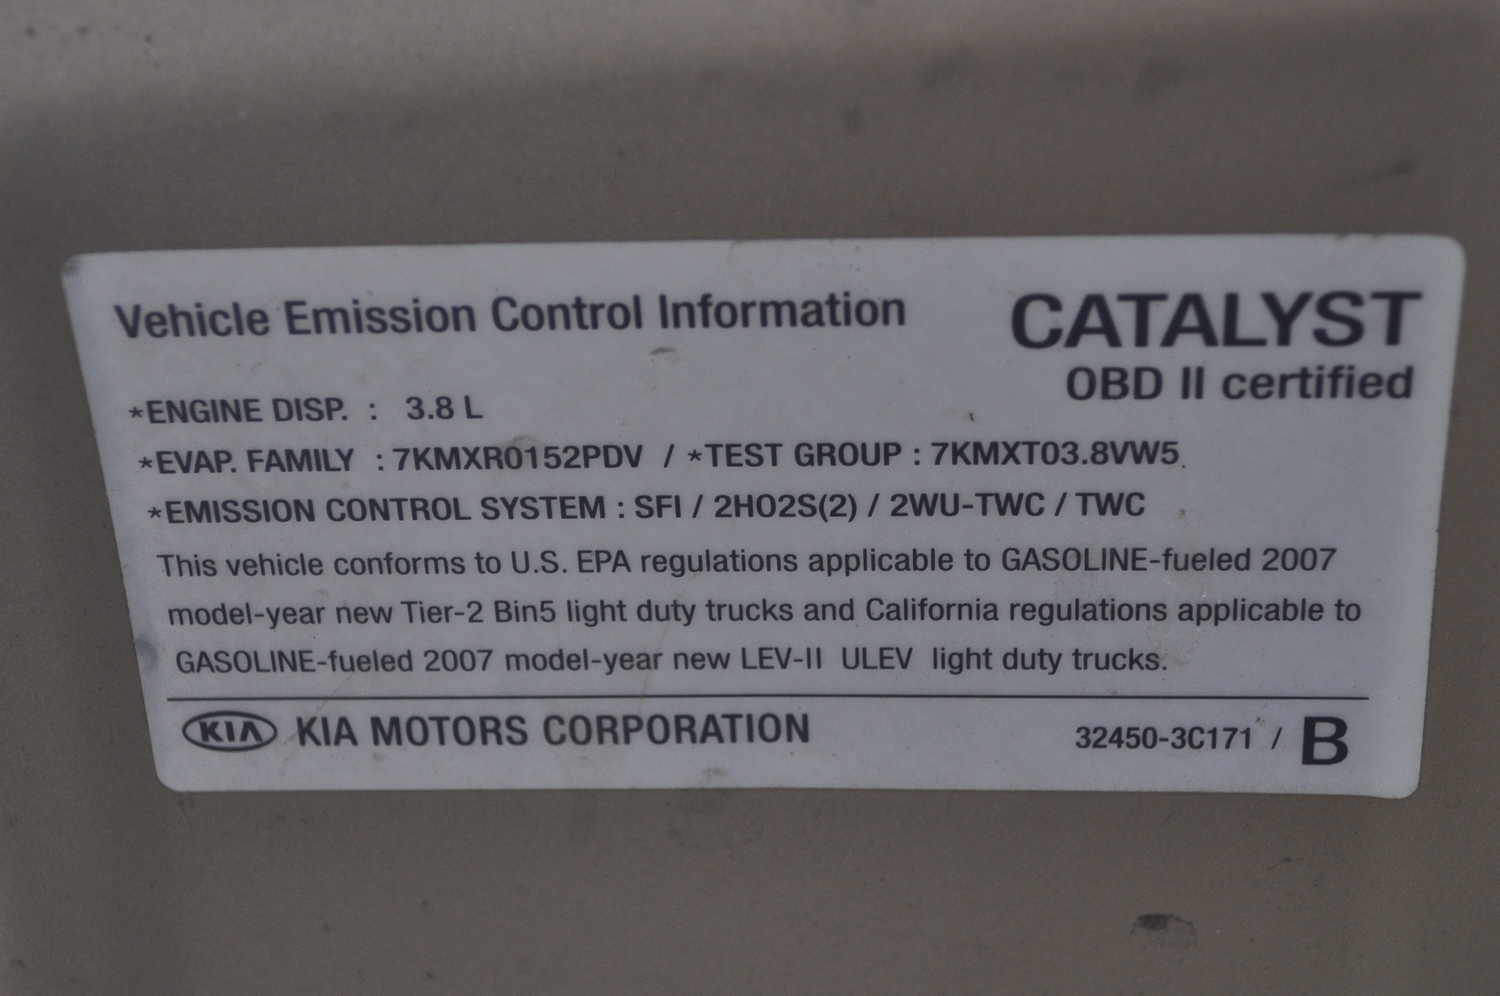 Vehicle Emission Control Information
CATALYST
OBD II certified
*ENGINE DISP. : 3.8 L
*EVAP. FAMILY : 7KMXR0152PDV / *TEST GROUP : 7KMXT03.8VW5
*EMISSION CONTROL SYSTEM : SFI / 2HO2S(2) / 2WU-TWC / TWC
This vehicle conforms to U.S. EPA regulations applicable to GASOLINE-fueled 2007
model-year new Tier-2 Bin5 light duty trucks and California regulations applicable to
GASOLINE-fueled 2007 model-year new LEV-II ULEV light duty trucks.
KIA KIA MOTORS CORPORATION 32450-3C171 / B